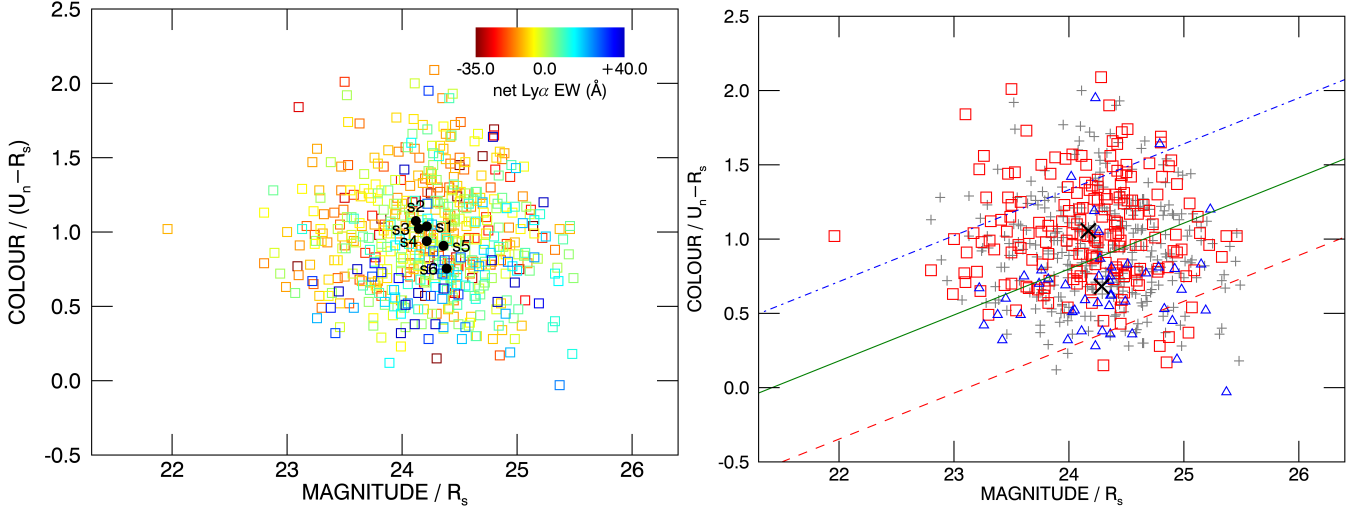 2.5
2.0
1.5
1.0
0.5
0.0
-0.5
COLOUR / (Un−Rs)
-35.0 0.0 +40.0
net Lyα EW (Å)
s2
s3 s1
s4
s5
s6
22 23 24 25 26
MAGNITUDE / Rs
2.5
2.0
1.5
1.0
0.5
0.0
-0.5
COLOUR / Un−Rs
22 23 24 25 26
MAGNITUDE / Rs